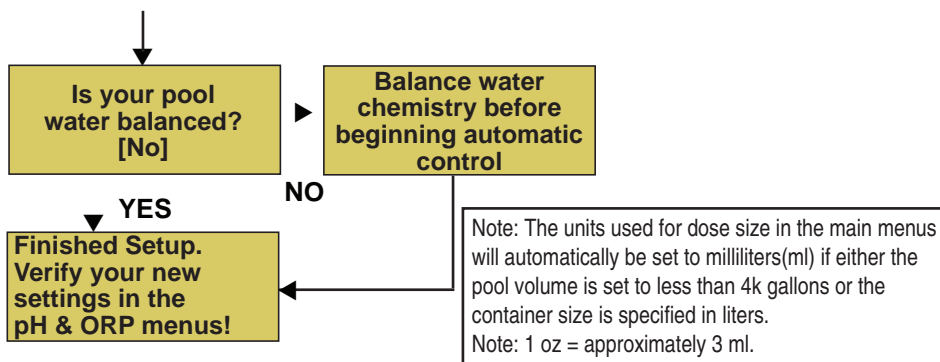 Is your pool
water balanced?
[No]
Balance water
chemistry before
beginning automatic
control
NO
YES
Finished Setup.
Verify your new
settings in the
pH & ORP menus!
Note: The units used for dose size in the main menus
will automatically be set to milliliters(ml) if either the
pool volume is set to less than 4k gallons or the
container size is specified in liters.
Note: 1 oz = approximately 3 ml.